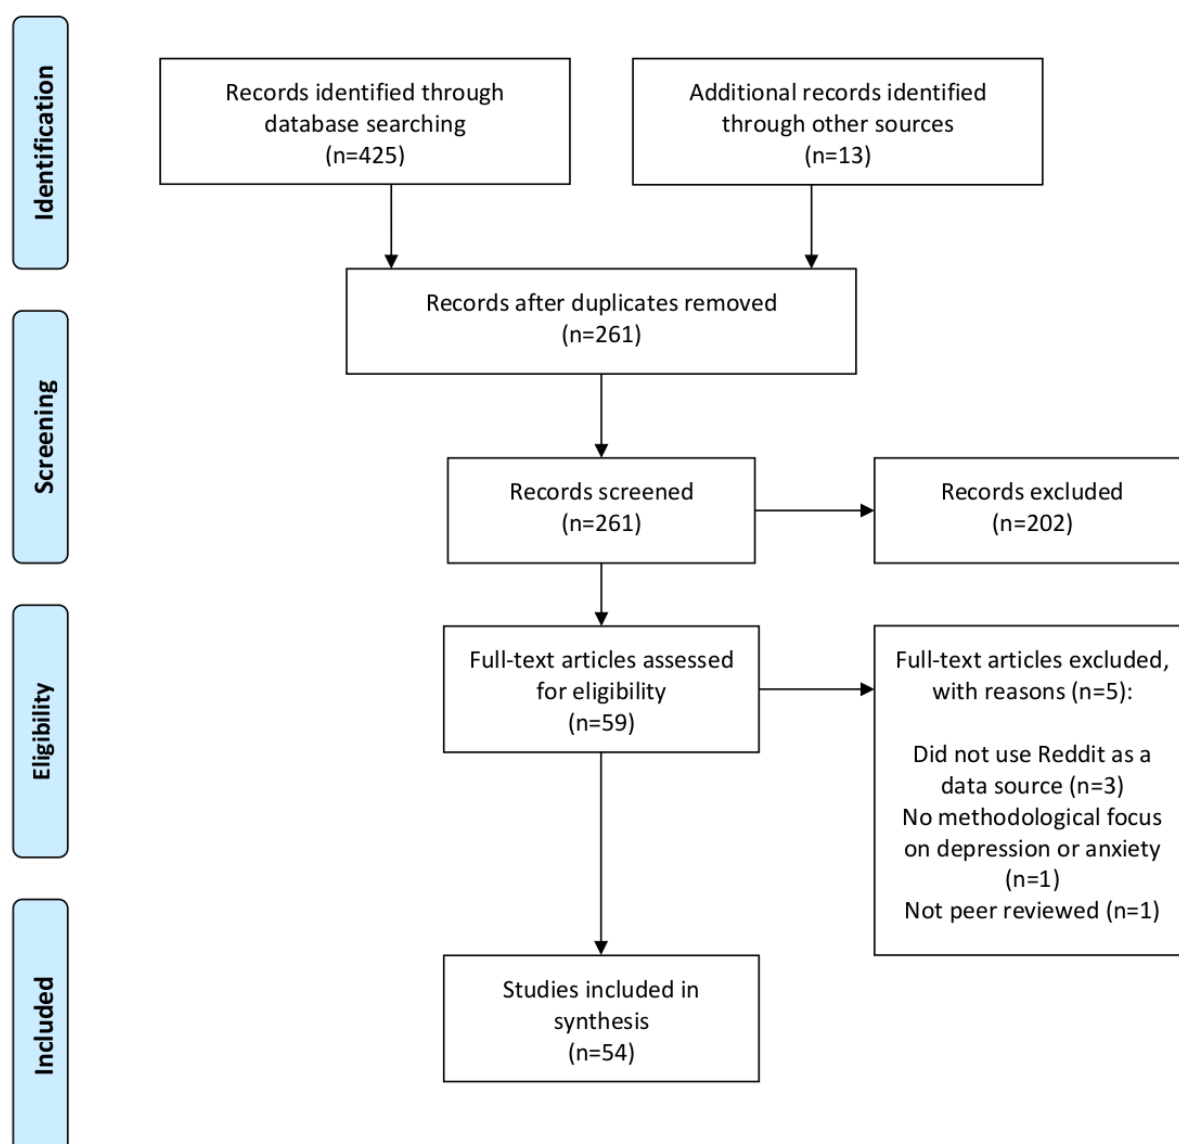 Identification
Records identified through
database searching
(n=425)
Additional records identified
through other sources
(n=13)
Records after duplicates removed
(n=261)
Screening
Records screened
(n=261)
Records excluded
(n=202)
Eligibility
Full-text articles assessed
for eligibility
(n=59)
Full-text articles excluded,
with reasons (n=5):
Did not use Reddit as a
data source (n=3)
No methodological focus
on depression or anxiety
(n=1)
Not peer reviewed (n=1)
Included
Studies included in
synthesis
(n=54)